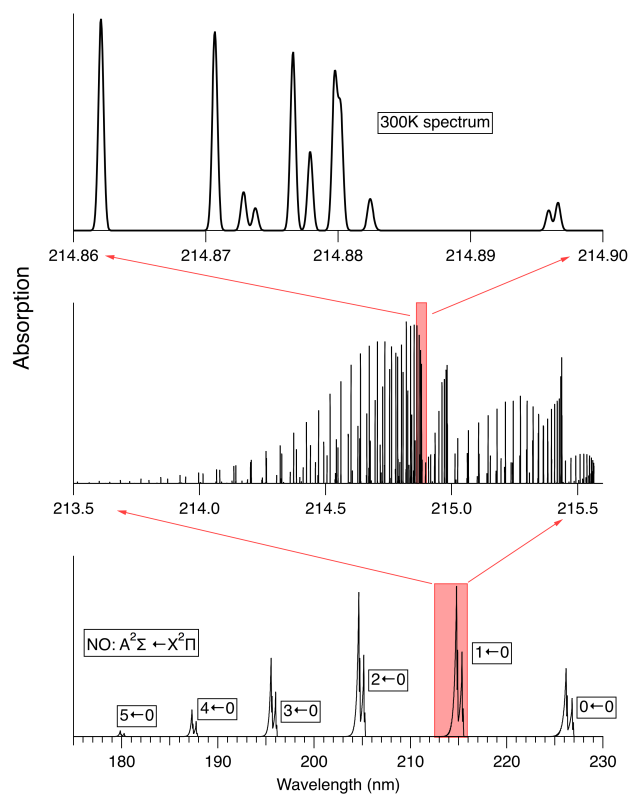 300K spectrum
214.86 214.87 214.88 214.89 214.90
Absorption
213.5 214.0 214.5 215.0 215.5
NO: A²Σ ←X²Π
1←0
2←0
0←0
3←0
4←0
5←0
180 190 200 210 220 230
Wavelength (nm)